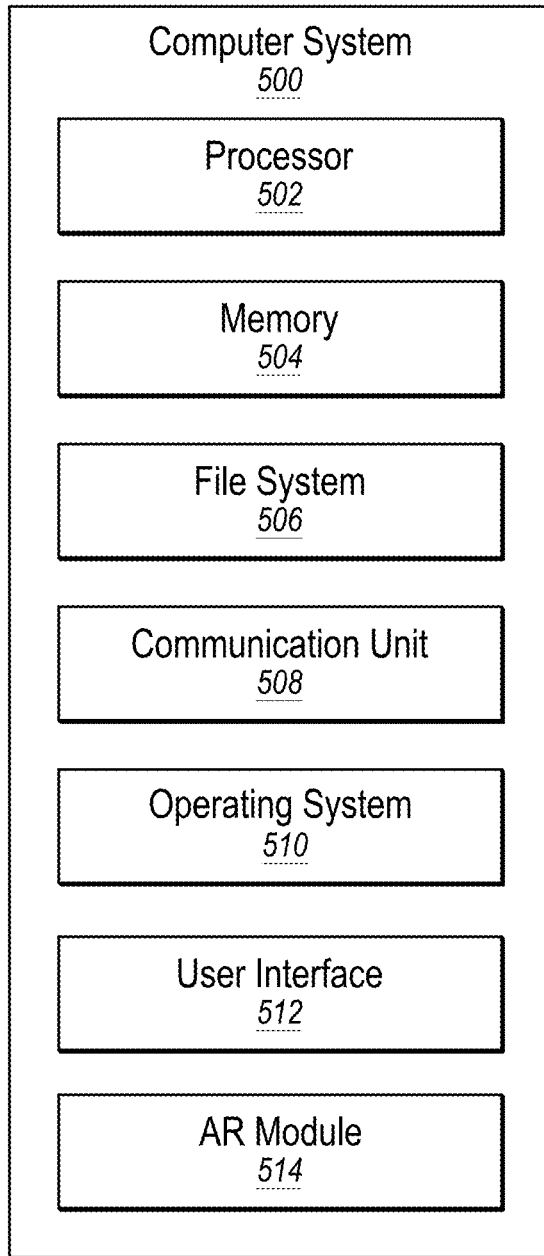 Computer System
500
Processor
502
Memory
504
File System
506
Communication Unit
508
Operating System
510
User Interface
512
AR Module
514